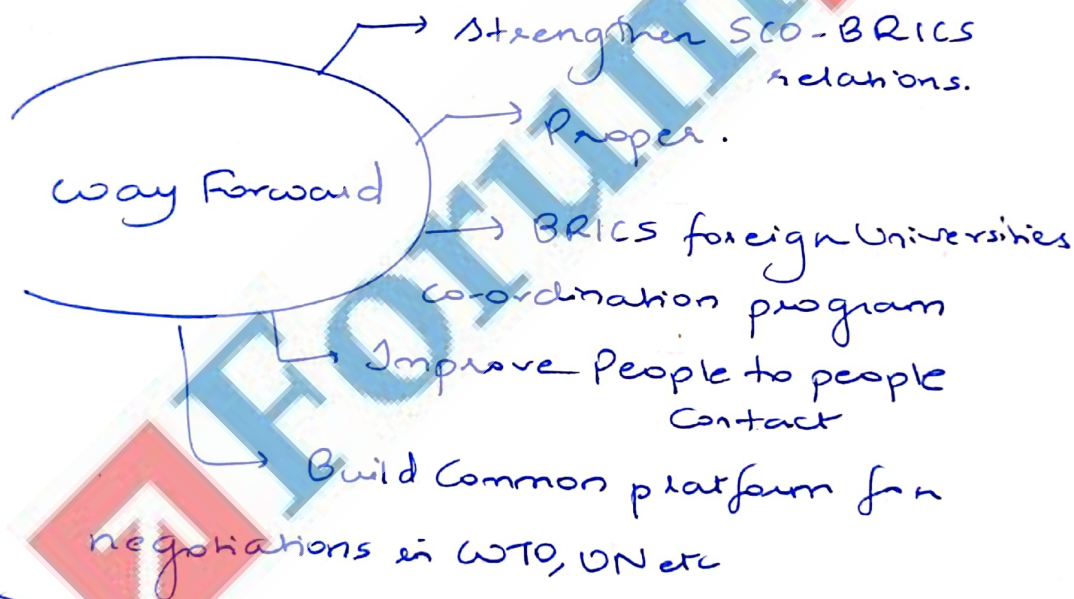 Strengthen SCO-BRICS
relations.
Proper.
Way Forward
BRICS foreign Universities
co-ordination program
Improve People to people
Contact
Build Common platform for
negotiations in WTO, UN etc
Forum